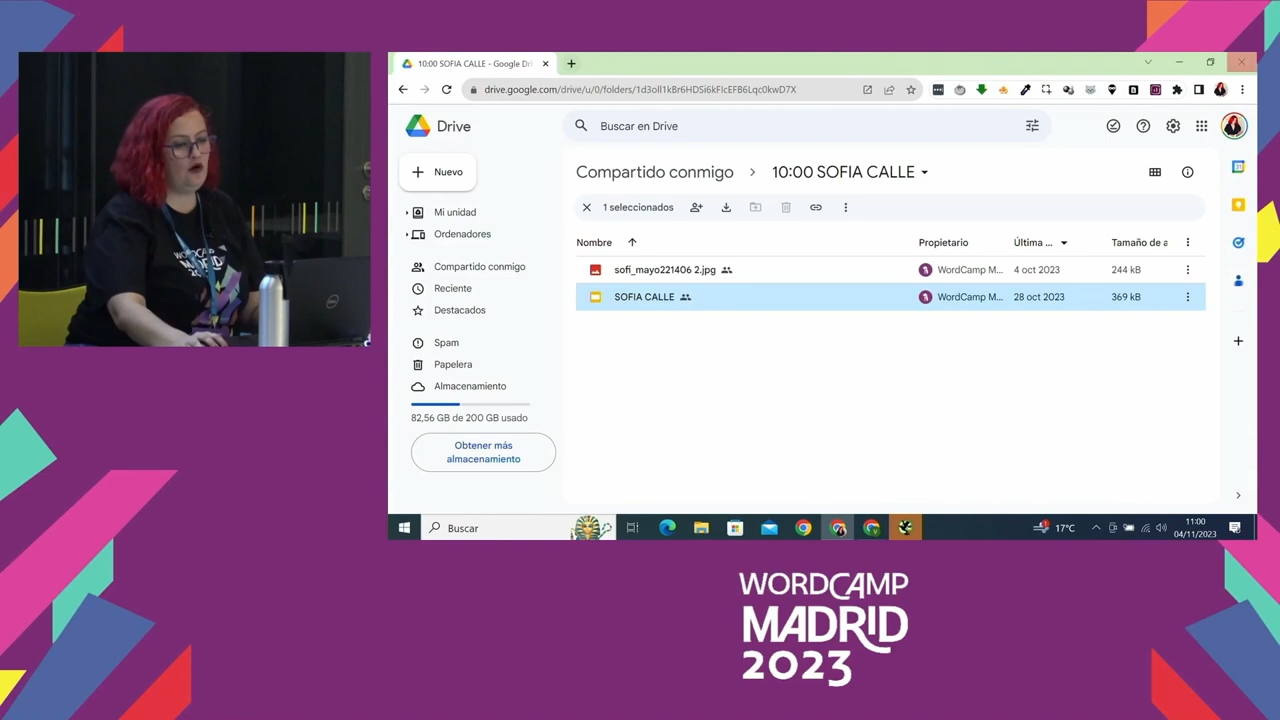 WORDCAMP
MADRID
10:00 SOFIA CALLE - Google Dri
drive.google.com/drive/u/0/folders/1d3oll1kBr6HDSi6kFIcEFB6Lqc0kwD7X
Drive
Buscar en Drive
Nuevo
Compartido conmigo
10:00 SOFIA CALLE
1 seleccionados
Mi unidad
Ordenadores
Compartido conmigo
Reciente
Destacados
Spam
Papelera
Almacenamiento
82,56 GB de 200 GB usado
Obtener más
almacenamiento
Nombre Propietario Última ... Tamaño de a
sofi_mayo221406 2.jpg WordCamp M... 4 oct 2023 244 kB
SOFIA CALLE WordCamp M... 28 oct 2023 369 kB
Buscar
17°C
11:00
04/11/2023
WORDCAMP
MADRID
2023